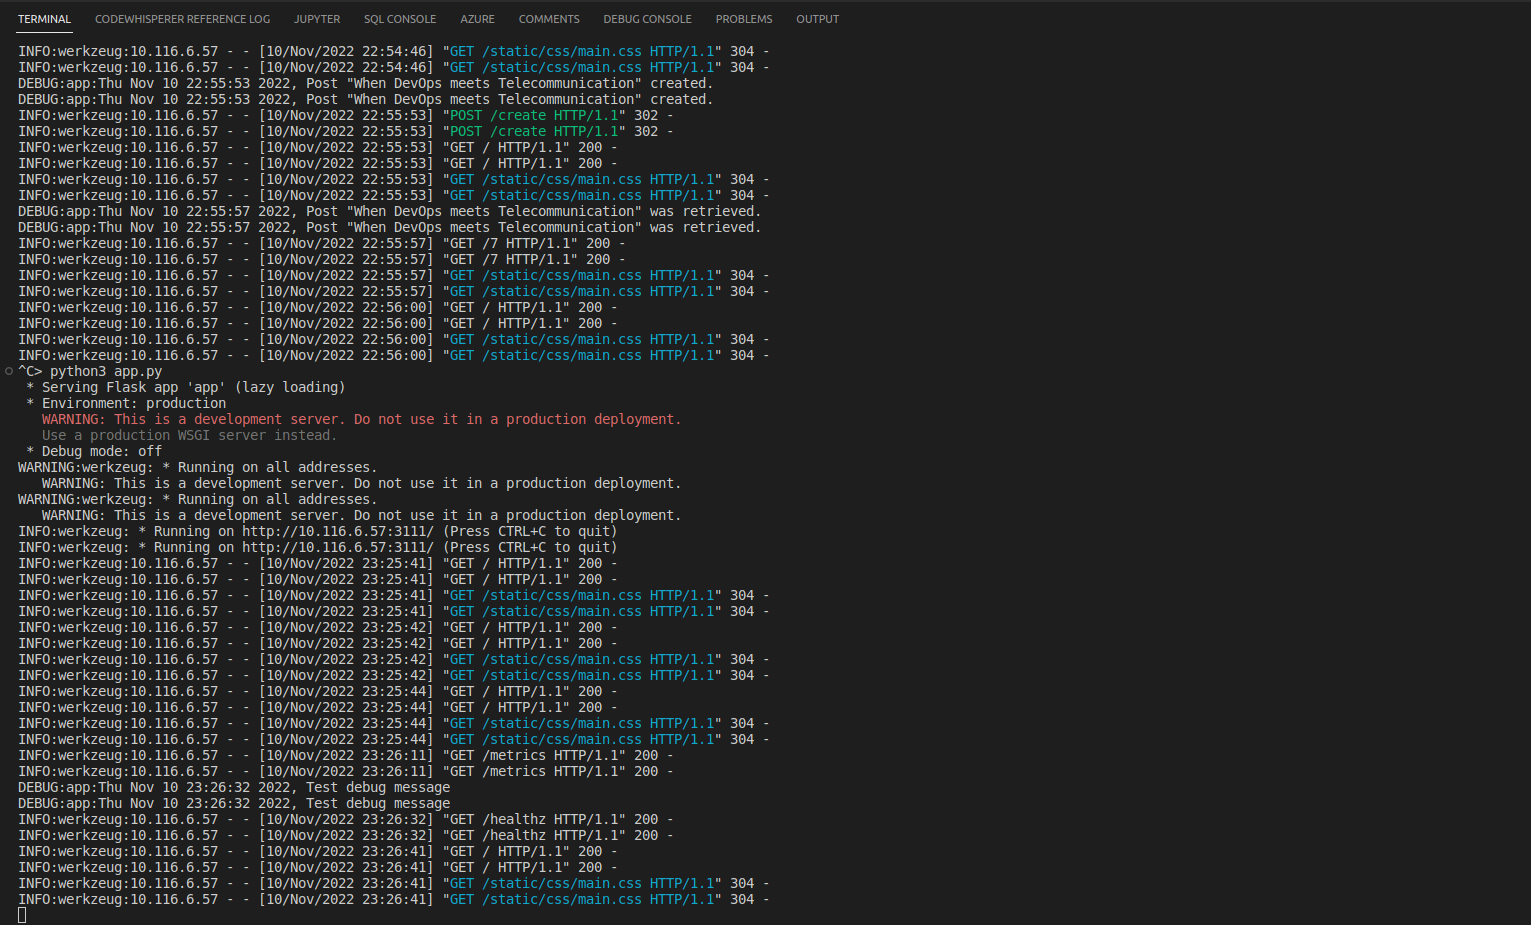 TERMINAL CODEWHISPERER REFERENCE LOG JUPYTER SQL CONSOLE AZURE COMMENTS DEBUG CONSOLE PROBLEMS OUTPUT
INFO:werkzeug:10.116.6.57 - - [10/Nov/2022 22:54:46] "GET /static/css/main.css HTTP/1.1" 304 -
INFO:werkzeug:10.116.6.57 - - [10/Nov/2022 22:54:46] "GET /static/css/main.css HTTP/1.1" 304 -
DEBUG:app:Thu Nov 10 22:55:53 2022, Post "When DevOps meets Telecommunication" created.
DEBUG:app:Thu Nov 10 22:55:53 2022, Post "When DevOps meets Telecommunication" created.
INFO:werkzeug:10.116.6.57 - - [10/Nov/2022 22:55:53] "POST /create HTTP/1.1" 302 -
INFO:werkzeug:10.116.6.57 - - [10/Nov/2022 22:55:53] "POST /create HTTP/1.1" 302 -
INFO:werkzeug:10.116.6.57 - - [10/Nov/2022 22:55:53] "GET / HTTP/1.1" 200 -
INFO:werkzeug:10.116.6.57 - - [10/Nov/2022 22:55:53] "GET / HTTP/1.1" 200 -
INFO:werkzeug:10.116.6.57 - - [10/Nov/2022 22:55:53] "GET /static/css/main.css HTTP/1.1" 304 -
INFO:werkzeug:10.116.6.57 - - [10/Nov/2022 22:55:53] "GET /static/css/main.css HTTP/1.1" 304 -
DEBUG:app:Thu Nov 10 22:55:57 2022, Post "When DevOps meets Telecommunication" was retrieved.
DEBUG:app:Thu Nov 10 22:55:57 2022, Post "When DevOps meets Telecommunication" was retrieved.
INFO:werkzeug:10.116.6.57 - - [10/Nov/2022 22:55:57] "GET /7 HTTP/1.1" 200 -
INFO:werkzeug:10.116.6.57 - - [10/Nov/2022 22:55:57] "GET /7 HTTP/1.1" 200 -
INFO:werkzeug:10.116.6.57 - - [10/Nov/2022 22:55:57] "GET /static/css/main.css HTTP/1.1" 304 -
INFO:werkzeug:10.116.6.57 - - [10/Nov/2022 22:55:57] "GET /static/css/main.css HTTP/1.1" 304 -
INFO:werkzeug:10.116.6.57 - - [10/Nov/2022 22:56:00] "GET / HTTP/1.1" 200 -
INFO:werkzeug:10.116.6.57 - - [10/Nov/2022 22:56:00] "GET / HTTP/1.1" 200 -
INFO:werkzeug:10.116.6.57 - - [10/Nov/2022 22:56:00] "GET /static/css/main.css HTTP/1.1" 304 -
INFO:werkzeug:10.116.6.57 - - [10/Nov/2022 22:56:00] "GET /static/css/main.css HTTP/1.1" 304 -
^C> python3 app.py
 * Serving Flask app 'app' (lazy loading)
 * Environment: production
   WARNING: This is a development server. Do not use it in a production deployment.
   Use a production WSGI server instead.
 * Debug mode: off
WARNING:werkzeug: * Running on all addresses.
   WARNING: This is a development server. Do not use it in a production deployment.
WARNING:werkzeug: * Running on all addresses.
   WARNING: This is a development server. Do not use it in a production deployment.
INFO:werkzeug: * Running on http://10.116.6.57:3111/ (Press CTRL+C to quit)
INFO:werkzeug: * Running on http://10.116.6.57:3111/ (Press CTRL+C to quit)
INFO:werkzeug:10.116.6.57 - - [10/Nov/2022 23:25:41] "GET / HTTP/1.1" 200 -
INFO:werkzeug:10.116.6.57 - - [10/Nov/2022 23:25:41] "GET / HTTP/1.1" 200 -
INFO:werkzeug:10.116.6.57 - - [10/Nov/2022 23:25:41] "GET /static/css/main.css HTTP/1.1" 304 -
INFO:werkzeug:10.116.6.57 - - [10/Nov/2022 23:25:41] "GET /static/css/main.css HTTP/1.1" 304 -
INFO:werkzeug:10.116.6.57 - - [10/Nov/2022 23:25:42] "GET / HTTP/1.1" 200 -
INFO:werkzeug:10.116.6.57 - - [10/Nov/2022 23:25:42] "GET / HTTP/1.1" 200 -
INFO:werkzeug:10.116.6.57 - - [10/Nov/2022 23:25:42] "GET /static/css/main.css HTTP/1.1" 304 -
INFO:werkzeug:10.116.6.57 - - [10/Nov/2022 23:25:42] "GET /static/css/main.css HTTP/1.1" 304 -
INFO:werkzeug:10.116.6.57 - - [10/Nov/2022 23:25:44] "GET / HTTP/1.1" 200 -
INFO:werkzeug:10.116.6.57 - - [10/Nov/2022 23:25:44] "GET / HTTP/1.1" 200 -
INFO:werkzeug:10.116.6.57 - - [10/Nov/2022 23:25:44] "GET /static/css/main.css HTTP/1.1" 304 -
INFO:werkzeug:10.116.6.57 - - [10/Nov/2022 23:25:44] "GET /static/css/main.css HTTP/1.1" 304 -
INFO:werkzeug:10.116.6.57 - - [10/Nov/2022 23:26:11] "GET /metrics HTTP/1.1" 200 -
INFO:werkzeug:10.116.6.57 - - [10/Nov/2022 23:26:11] "GET /metrics HTTP/1.1" 200 -
DEBUG:app:Thu Nov 10 23:26:32 2022, Test debug message
DEBUG:app:Thu Nov 10 23:26:32 2022, Test debug message
INFO:werkzeug:10.116.6.57 - - [10/Nov/2022 23:26:32] "GET /healthz HTTP/1.1" 200 -
INFO:werkzeug:10.116.6.57 - - [10/Nov/2022 23:26:32] "GET /healthz HTTP/1.1" 200 -
INFO:werkzeug:10.116.6.57 - - [10/Nov/2022 23:26:41] "GET / HTTP/1.1" 200 -
INFO:werkzeug:10.116.6.57 - - [10/Nov/2022 23:26:41] "GET / HTTP/1.1" 200 -
INFO:werkzeug:10.116.6.57 - - [10/Nov/2022 23:26:41] "GET /static/css/main.css HTTP/1.1" 304 -
INFO:werkzeug:10.116.6.57 - - [10/Nov/2022 23:26:41] "GET /static/css/main.css HTTP/1.1" 304 -